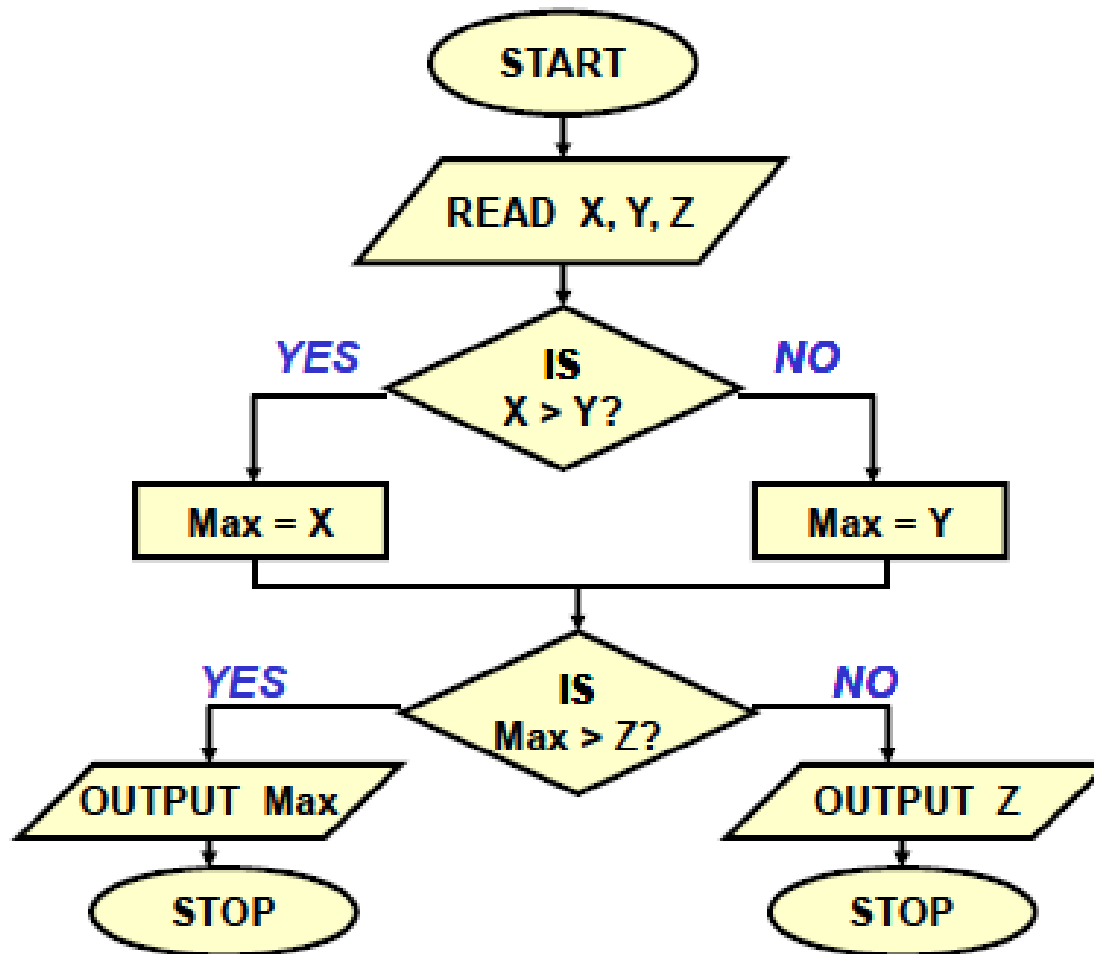 START
READ X, Y, Z
YES
NO
IS
X > Y?
Max = X
Max = Y
YES
NO
IS
Max > Z?
OUTPUT Max
OUTPUT Z
STOP
STOP